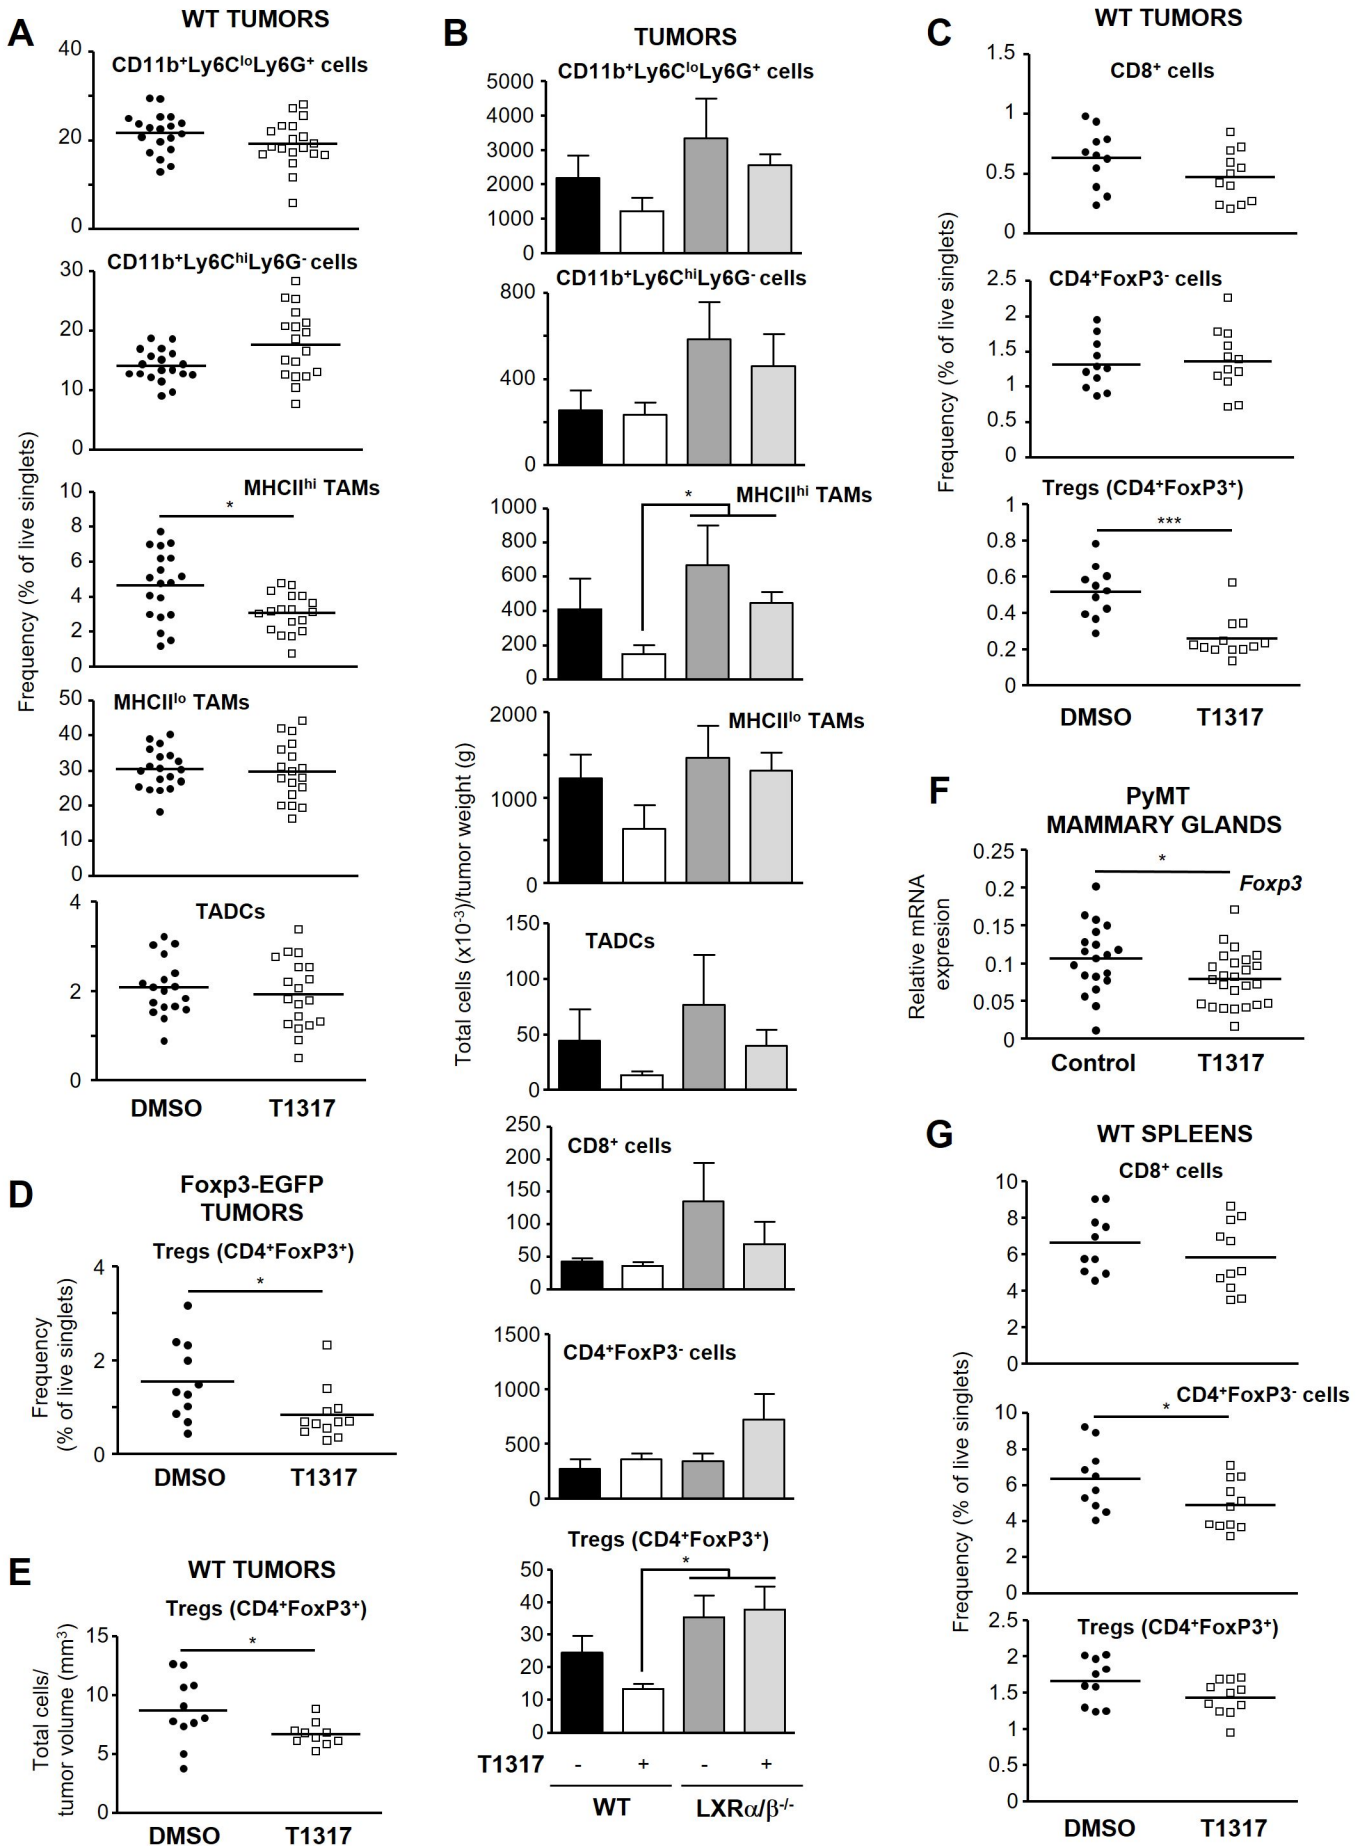 A
WT TUMORS
CD11b⁺Ly6CˡᵒLy6G⁺ cells
40
20
0
CD11b⁺Ly6CʰⁱLy6G⁻ cells
30
20
10
0
Frequency (% of live singlets)
MHCIIʰⁱ TAMs
*
10
8
6
4
2
0
MHCIIˡᵒ TAMs
50
40
30
20
10
0
TADCs
4
2
0
DMSO
T1317
B
TUMORS
Total cells (x10⁻³)/tumor weight (g)
CD11b⁺Ly6CˡᵒLy6G⁺ cells
5000
4000
3000
2000
1000
0
CD11b⁺Ly6CʰⁱLy6G⁻ cells
800
400
0
MHCIIʰⁱ TAMs
*
1000
800
600
400
200
0
MHCIIˡᵒ TAMs
2000
1000
0
TADCs
150
100
50
0
CD8⁺ cells
250
200
150
100
50
0
CD4⁺FoxP3⁻ cells
1500
1000
500
0
Tregs (CD4⁺FoxP3⁺)
*
50
40
30
20
10
0
T1317 - + - +
WT LXRα/β⁻/⁻
C
WT TUMORS
Frequency (% of live singlets)
CD8⁺ cells
1.5
1
0.5
0
CD4⁺FoxP3⁻ cells
2.5
2
1.5
1
0.5
0
Tregs (CD4⁺FoxP3⁺)
***
1
0.8
0.6
0.4
0.2
0
DMSO
T1317
D
Foxp3-EGFP
TUMORS
Tregs (CD4⁺FoxP3⁺)
*
Frequency
(% of live singlets)
4
2
0
DMSO
T1317
E
WT TUMORS
Tregs (CD4⁺FoxP3⁺)
*
Total cells/
tumor volume (mm³)
15
10
5
0
DMSO
T1317
F
PyMT
MAMMARY GLANDS
*
Foxp3
Relative mRNA
expresion
0.25
0.2
0.15
0.1
0.05
0
Control
T1317
G
WT SPLEENS
Frequency (% of live singlets)
CD8⁺ cells
10
8
6
4
2
0
CD4⁺FoxP3⁻ cells
*
10
8
6
4
2
0
Tregs (CD4⁺FoxP3⁺)
2.5
2
1.5
1
0.5
0
DMSO
T1317